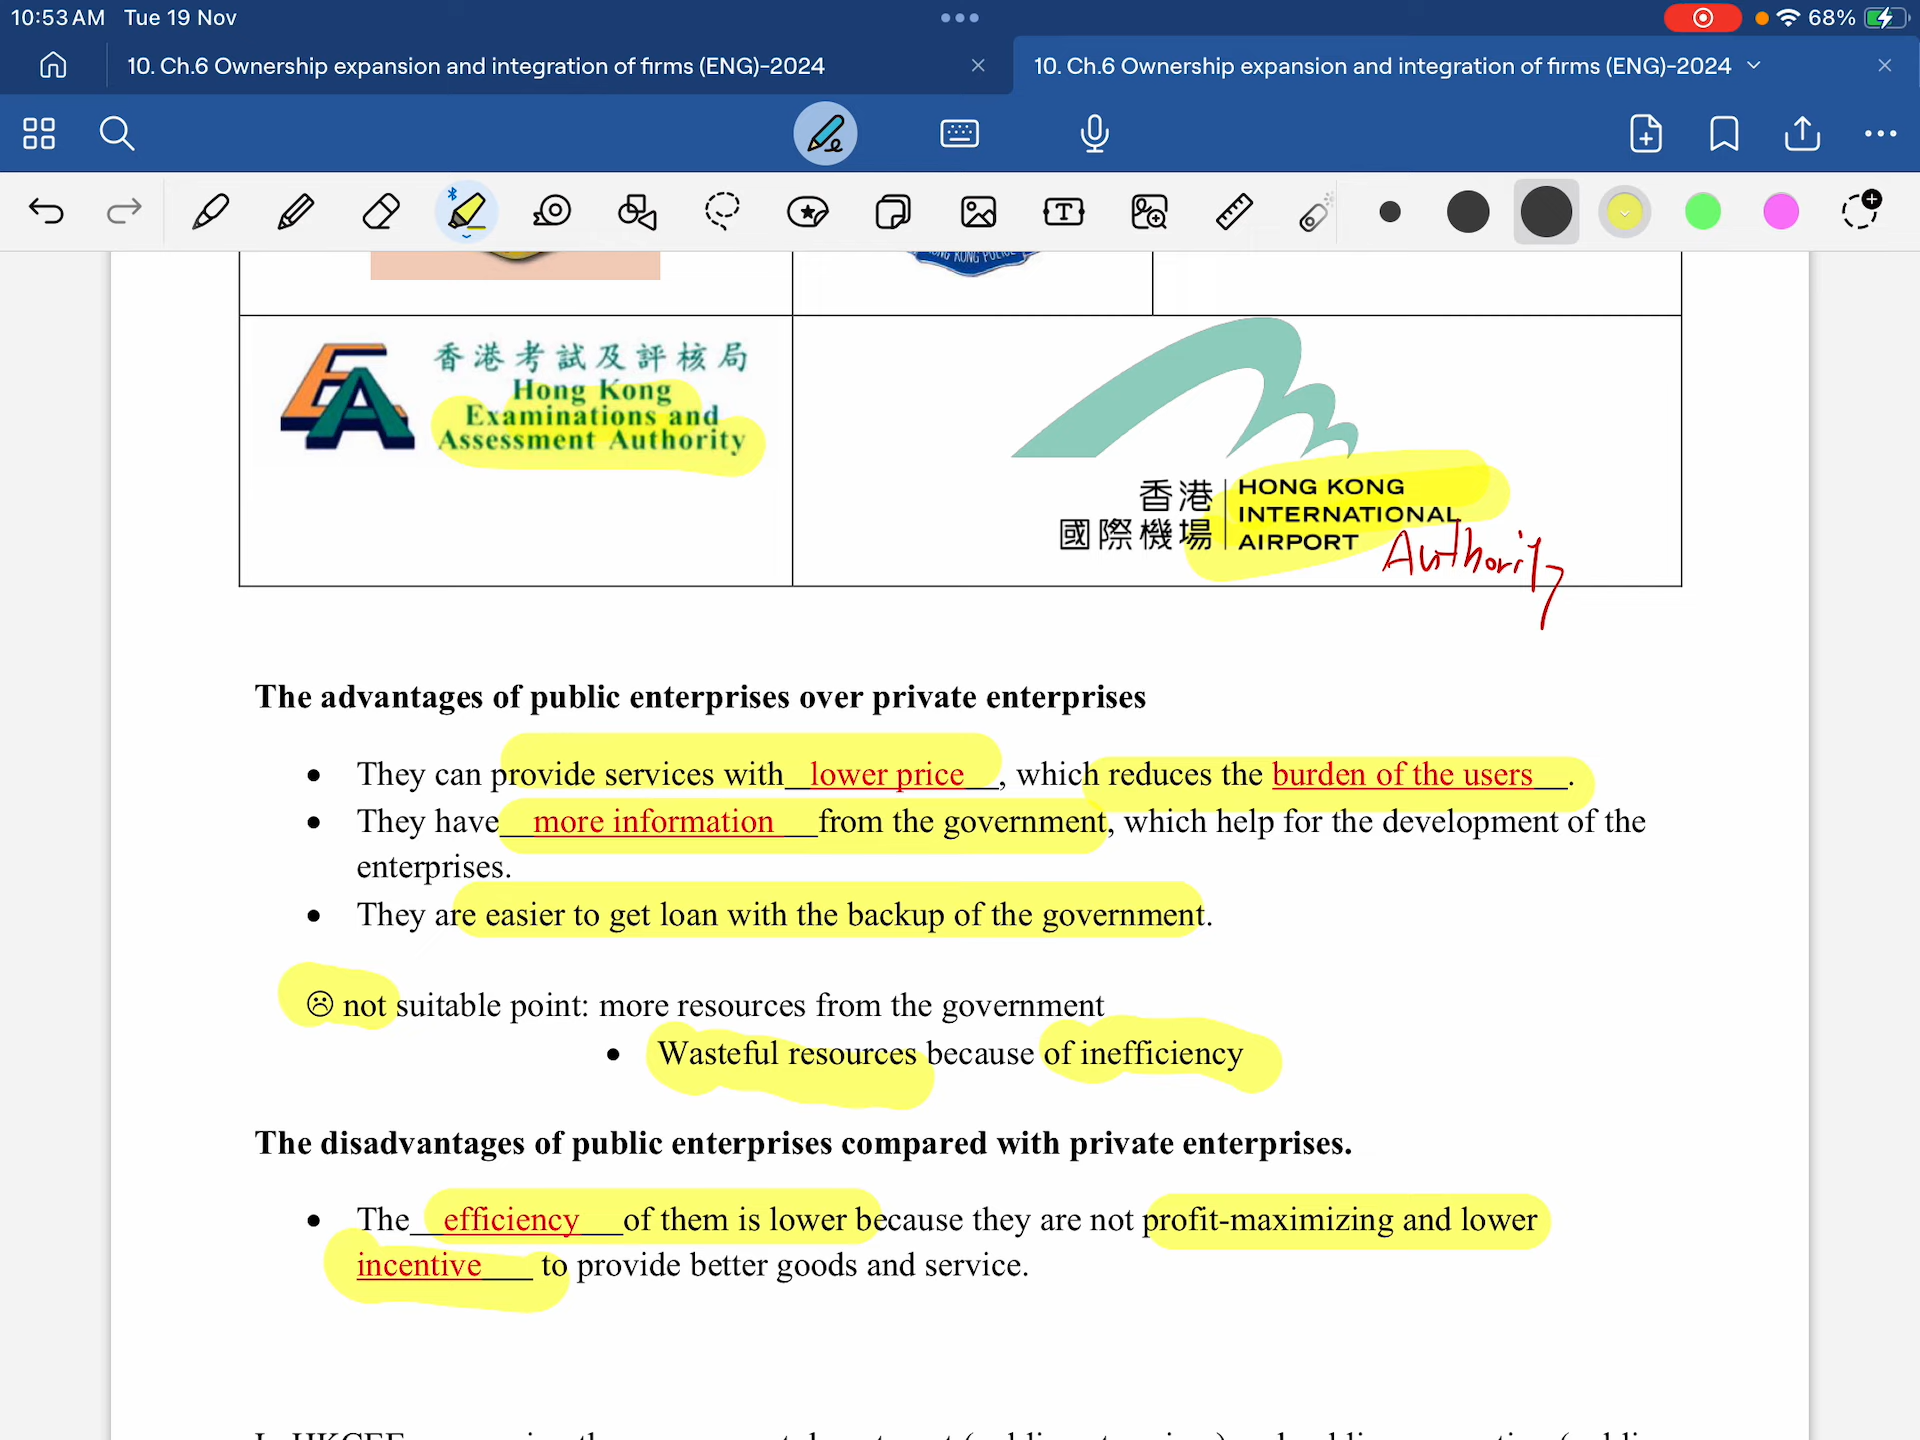 10:53 AM Tue 19 Nov
68%
10. Ch.6 Ownership expansion and integration of firms (ENG)-2024
10. Ch.6 Ownership expansion and integration of firms (ENG)-2024
HONG KONG POLICE
香港考試及評核局
Hong Kong
Examinations and
Assessment Authority
香港
國際機場
HONG KONG
INTERNATIONAL
AIRPORT
Authority
The advantages of public enterprises over private enterprises
• They can provide services with__lower price__, which reduces the burden of the users__.
• They have__more information__from the government, which help for the development of the
enterprises.
• They are easier to get loan with the backup of the government.
☹ not suitable point: more resources from the government
• Wasteful resources because of inefficiency
The disadvantages of public enterprises compared with private enterprises.
• The__efficiency___of them is lower because they are not profit-maximizing and lower
incentive___ to provide better goods and service.